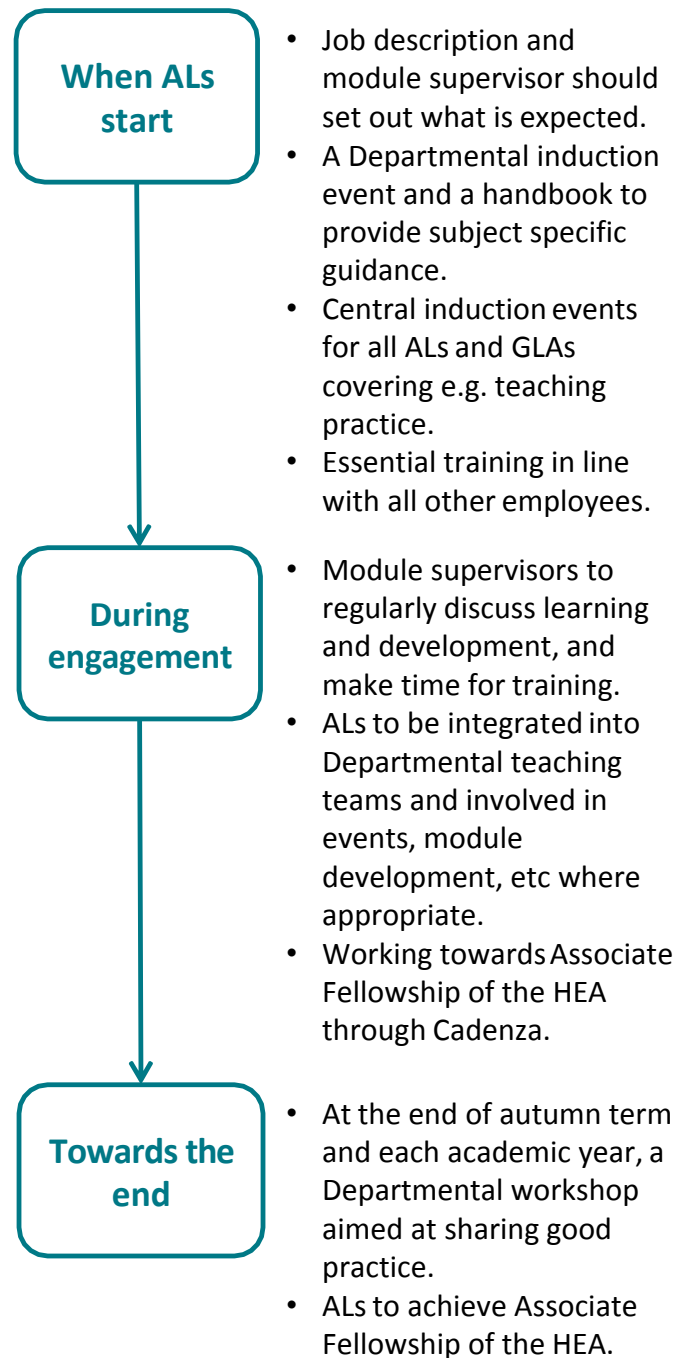 When ALs
start
• Job description and
module supervisor should
set out what is expected.
• A Departmental induction
event and a handbook to
provide subject specific
guidance.
• Central induction events
for all ALs and GLAs
covering e.g. teaching
practice.
• Essential training in line
with all other employees.
During
engagement
• Module supervisors to
regularly discuss learning
and development, and
make time for training.
• ALs to be integrated into
Departmental teaching
teams and involved in
events, module
development, etc where
appropriate.
• Working towards Associate
Fellowship of the HEA
through Cadenza.
Towards the
end
• At the end of autumn term
and each academic year, a
Departmental workshop
aimed at sharing good
practice.
• ALs to achieve Associate
Fellowship of the HEA.